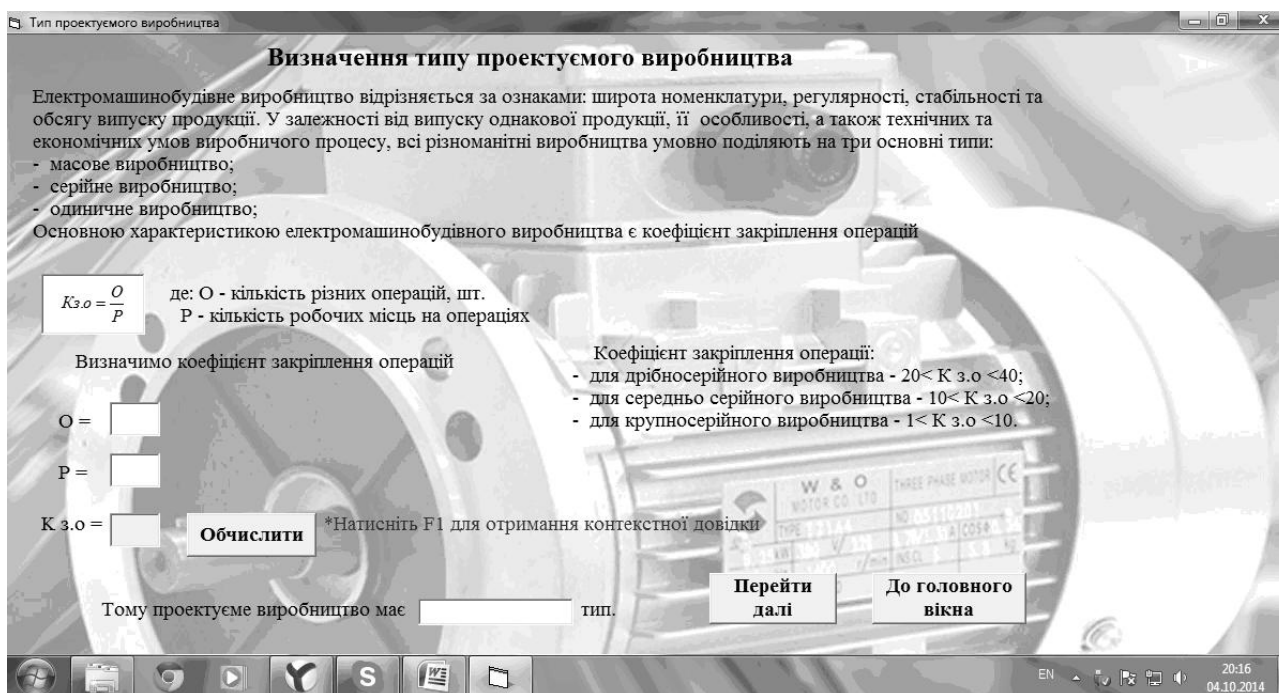 Тип проектуємого виробництва
Визначення типу проектуємого виробництва
Електромашинобудівне виробництво відрізняється за ознаками: широта номенклатури, регулярності, стабільності та
обсягу випуску продукції. У залежності від випуску однакової продукції, її особливості, а також технічних та
економічних умов виробничого процесу, всі різноманітні виробництва умовно поділяють на три основні типи:
- масове виробництво;
- серійне виробництво;
- одиничне виробництво;
Основною характеристикою електромашинобудівного виробництва є коефіцієнт закріплення операцій
Кз.о = О/Р
де: О - кількість різних операцій, шт.
Р - кількість робочих місць на операціях
Визначимо коефіцієнт закріплення операцій
О =
Р =
К з.о =
Обчислити
*Натисніть F1 для отримання контекстної довідки
Коефіцієнт закріплення операції:
- для дрібносерійного виробництва - 20< К з.о <40;
- для середньо серійного виробництва - 10< К з.о <20;
- для крупносерійного виробництва - 1< К з.о <10.
W & O
MOTOR CO. LTD
THREE PHASE MOTOR
CE
TYPE
Тому проектуєме виробництво має
тип.
Перейти
далі
До головного
вікна
EN
20:16
04.10.2014